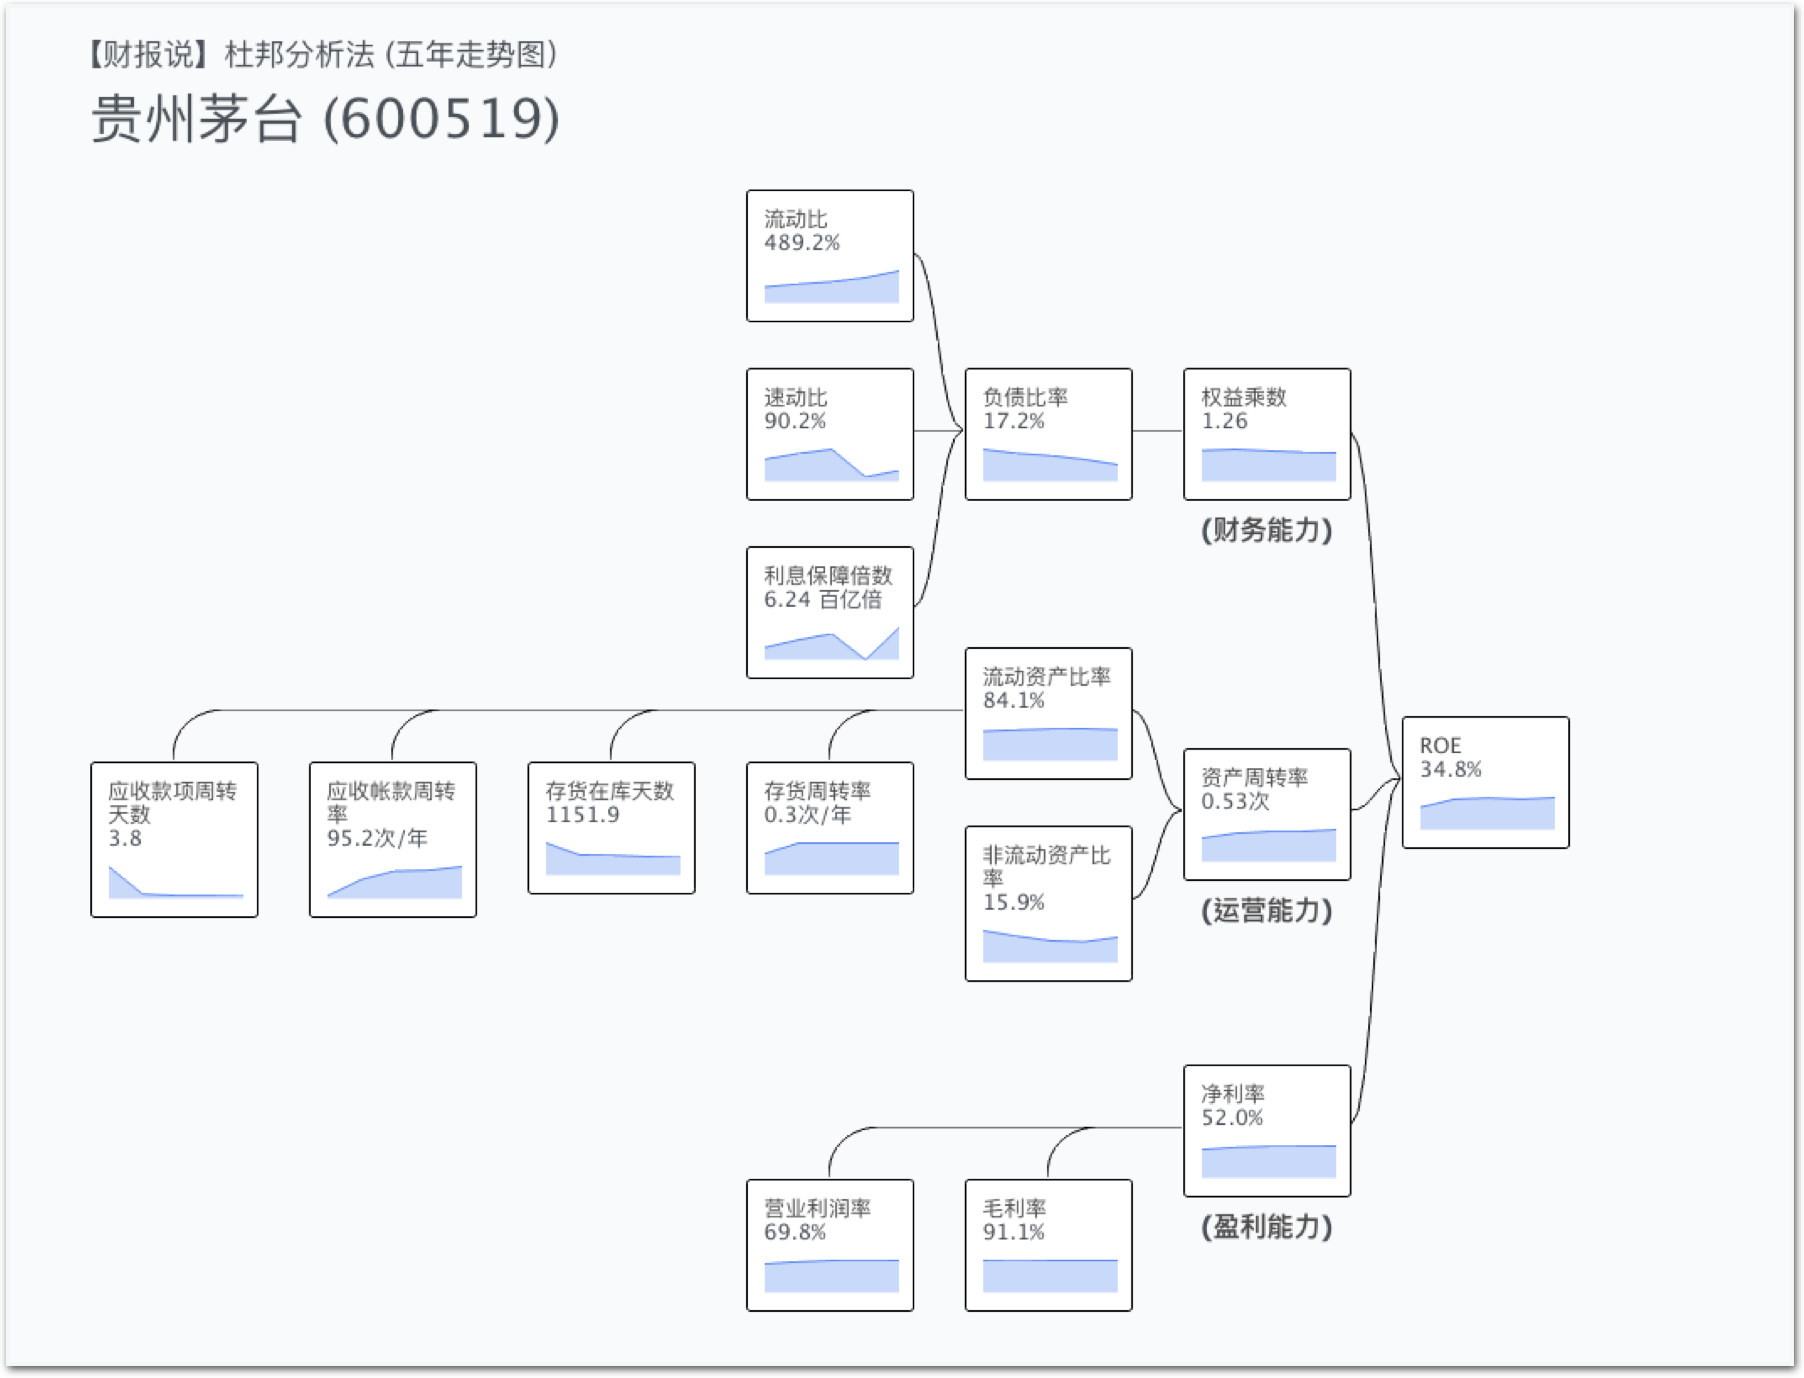 【财报说】杜邦分析法 (五年走势图)
贵州茅台 (600519)
流动比
489.2%
速动比
90.2%
负债比率
17.2%
权益乘数
1.26
(财务能力)
利息保障倍数
6.24 百亿倍
流动资产比率
84.1%
应收款项周转
天数
3.8
应收帐款周转
率
95.2次/年
存货在库天数
1151.9
存货周转率
0.3次/年
非流动资产比
率
15.9%
资产周转率
0.53次
(运营能力)
ROE
34.8%
净利率
52.0%
(盈利能力)
营业利润率
69.8%
毛利率
91.1%